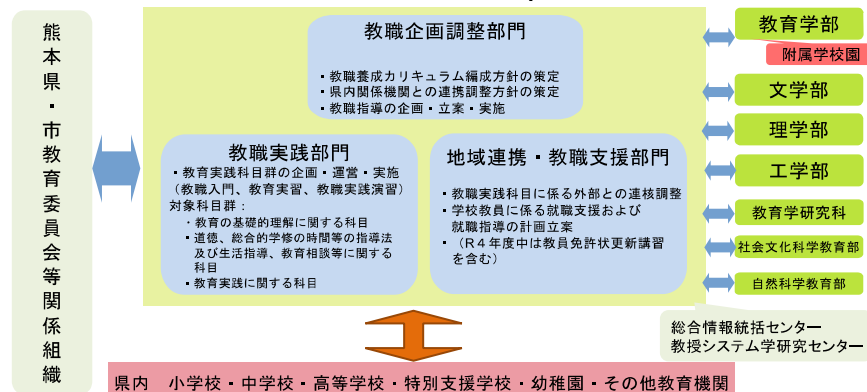 熊本県・市教育委員会等関係組織
教職企画調整部門
・教職養成カリキュラム編成方針の策定
・県内関係機関との連携調整方針の策定
・教職指導の企画・立案・実施
教職実践部門
・教育実践科目群の企画・運営・実施
（教職入門、教育実習、教職実践演習）
対象科目群：
・教育の基礎的理解に関する科目
・道徳、総合的学修の時間等の指導法
及び生活指導、教育相談等に関する
科目
・教育実践に関する科目
地域連携・教職支援部門
・教職実践科目に係る外部との連核調整
・学校教員に係る就職支援および
就職指導の計画立案
・（R４年度中は教員免許状更新講習
を含む）
教育学部
附属学校園
文学部
理学部
工学部
教育学研究科
社会文化科学教育部
自然科学教育部
総合情報統括センター
教授システム学研究センター
県内　小学校・中学校・高等学校・特別支援学校・幼稚園・その他教育機関